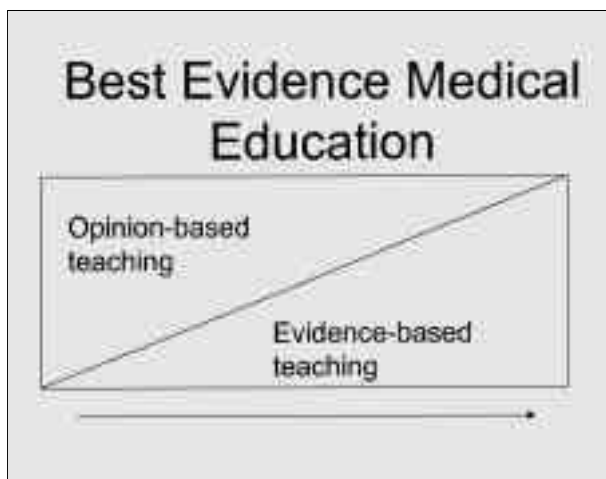 Best Evidence Medical
Education
Opinion-based
teaching
Evidence-based
teaching